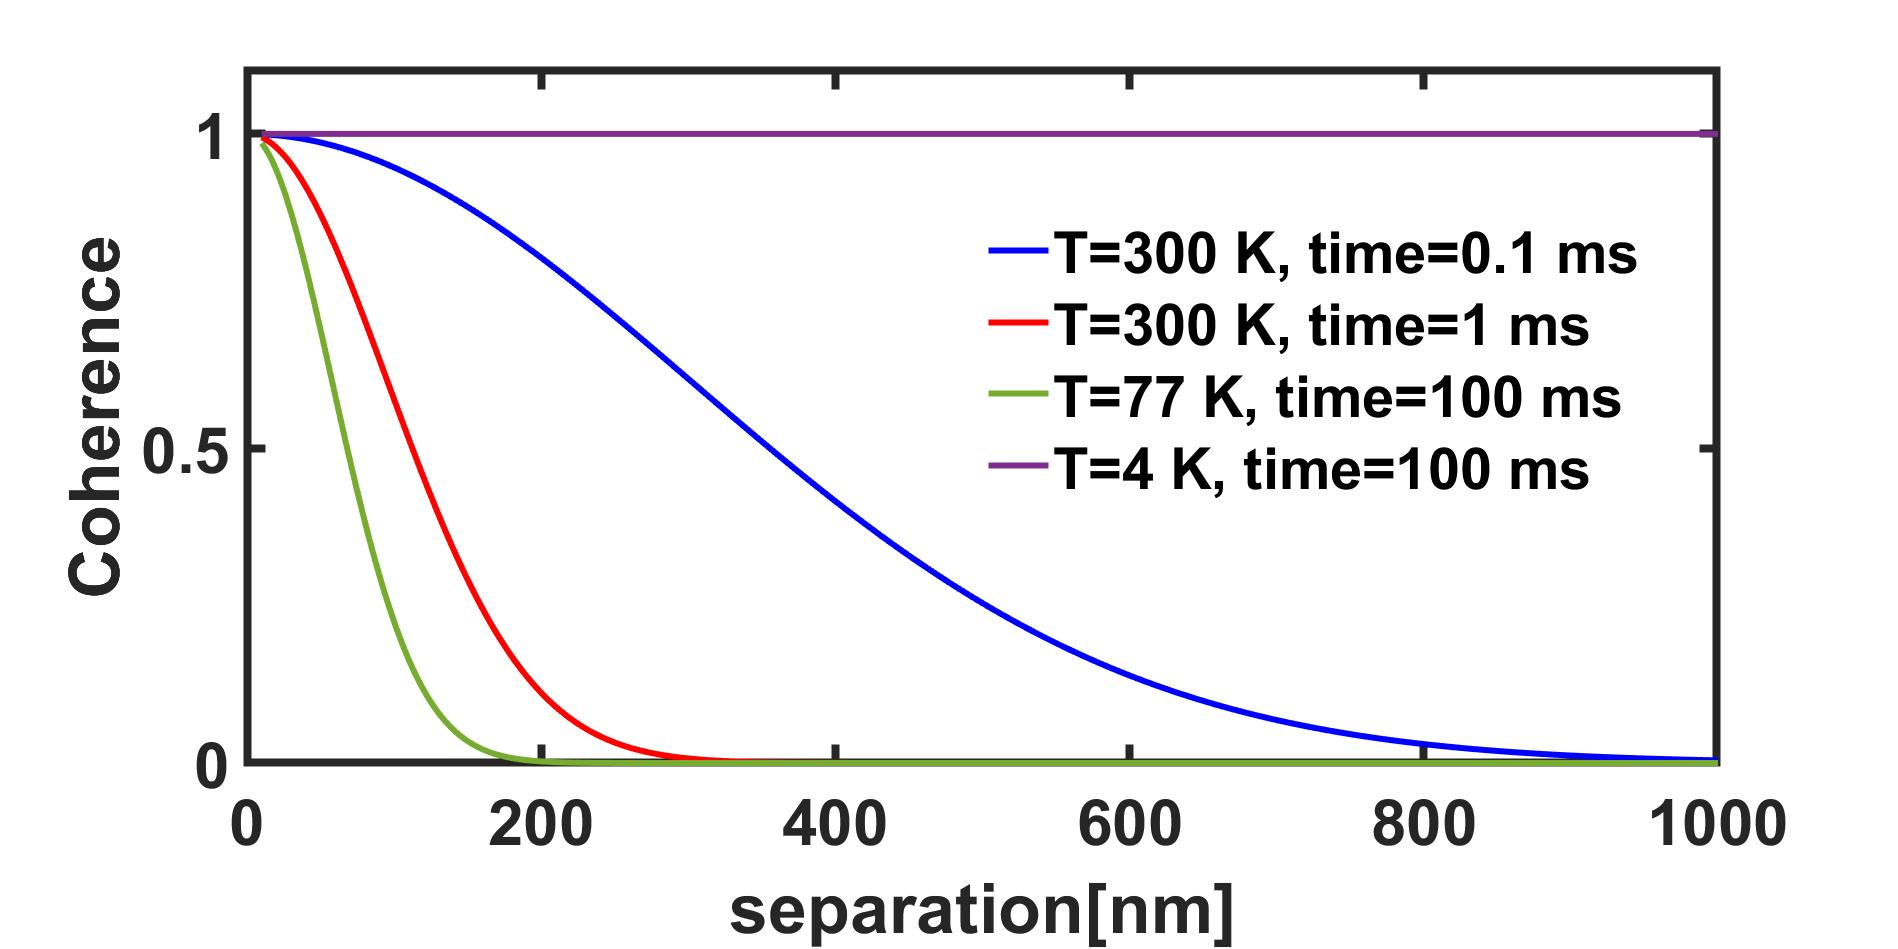 Coherence
1
0.5
0
T=300 K, time=0.1 ms
T=300 K, time=1 ms
T=77 K, time=100 ms
T=4 K, time=100 ms
0 200 400 600 800 1000
separation[nm]